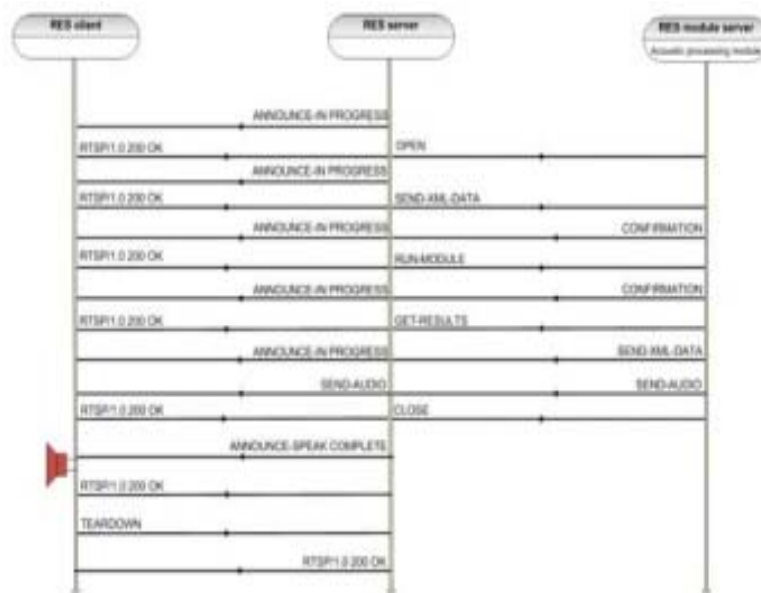 RES client
RES server
RES module server
Acoustic processing module
ANNOUNCE-IN PROGRESS
RTSP/1.0 200 OK
OPEN
ANNOUNCE-IN PROGRESS
RTSP/1.0 200 OK
SEND-XML-DATA
ANNOUNCE-IN PROGRESS
CONFIRMATION
RTSP/1.0 200 OK
RUN-MODULE
ANNOUNCE-IN PROGRESS
CONFIRMATION
RTSP/1.0 200 OK
GET-RESULTS
ANNOUNCE-IN PROGRESS
SEND-XML-DATA
SEND-AUDIO
SEND-AUDIO
RTSP/1.0 200 OK
CLOSE
ANNOUNCE-SPEAK COMPLETE
RTSP/1.0 200 OK
TEARDOWN
RTSP/1.0 200 OK